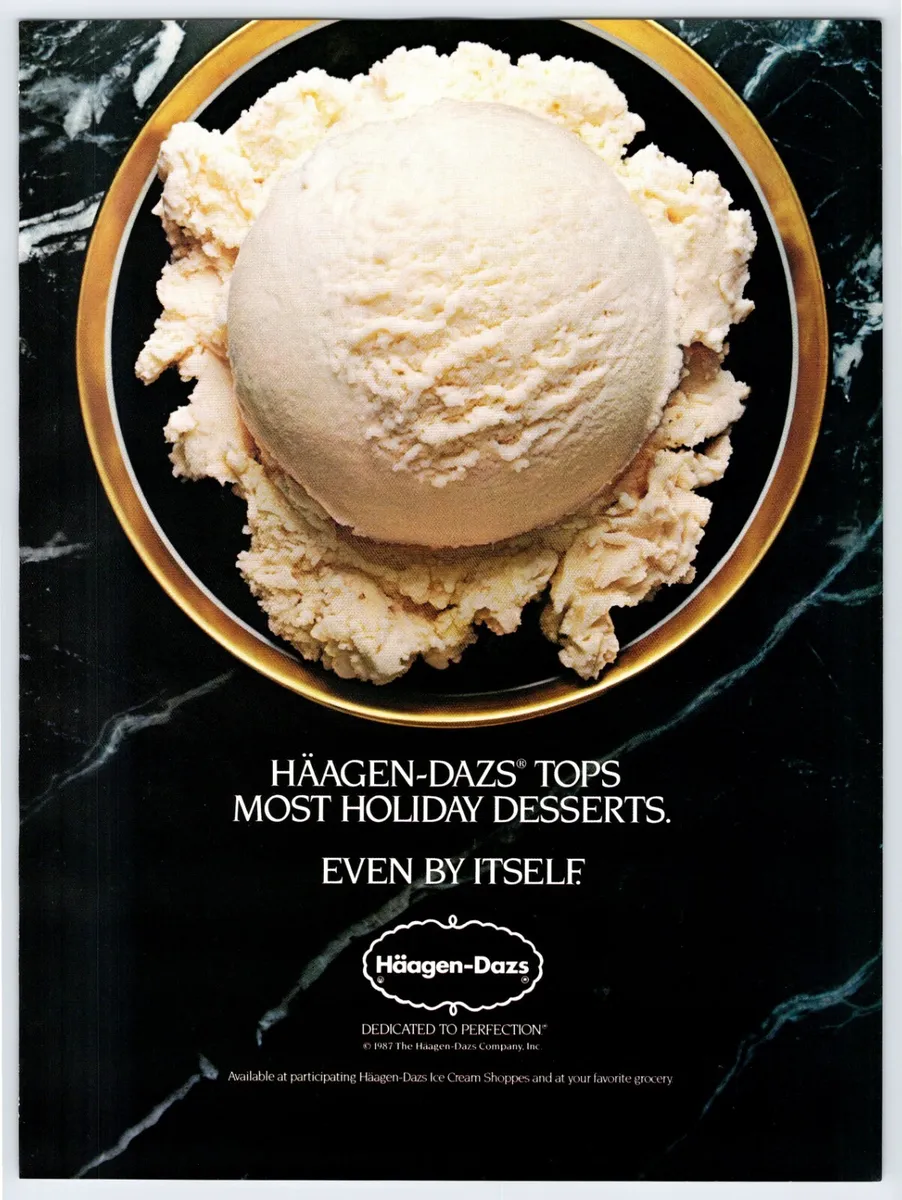 HÄAGEN-DAZS® TOPS
MOST HOLIDAY DESSERTS.
EVEN BY ITSELF.
Häagen-Dazs®
DEDICATED TO PERFECTION®
© 1987 The Häagen-Dazs Company, Inc.
Available at participating Häagen-Dazs Ice Cream Shoppes and at your favorite grocery.